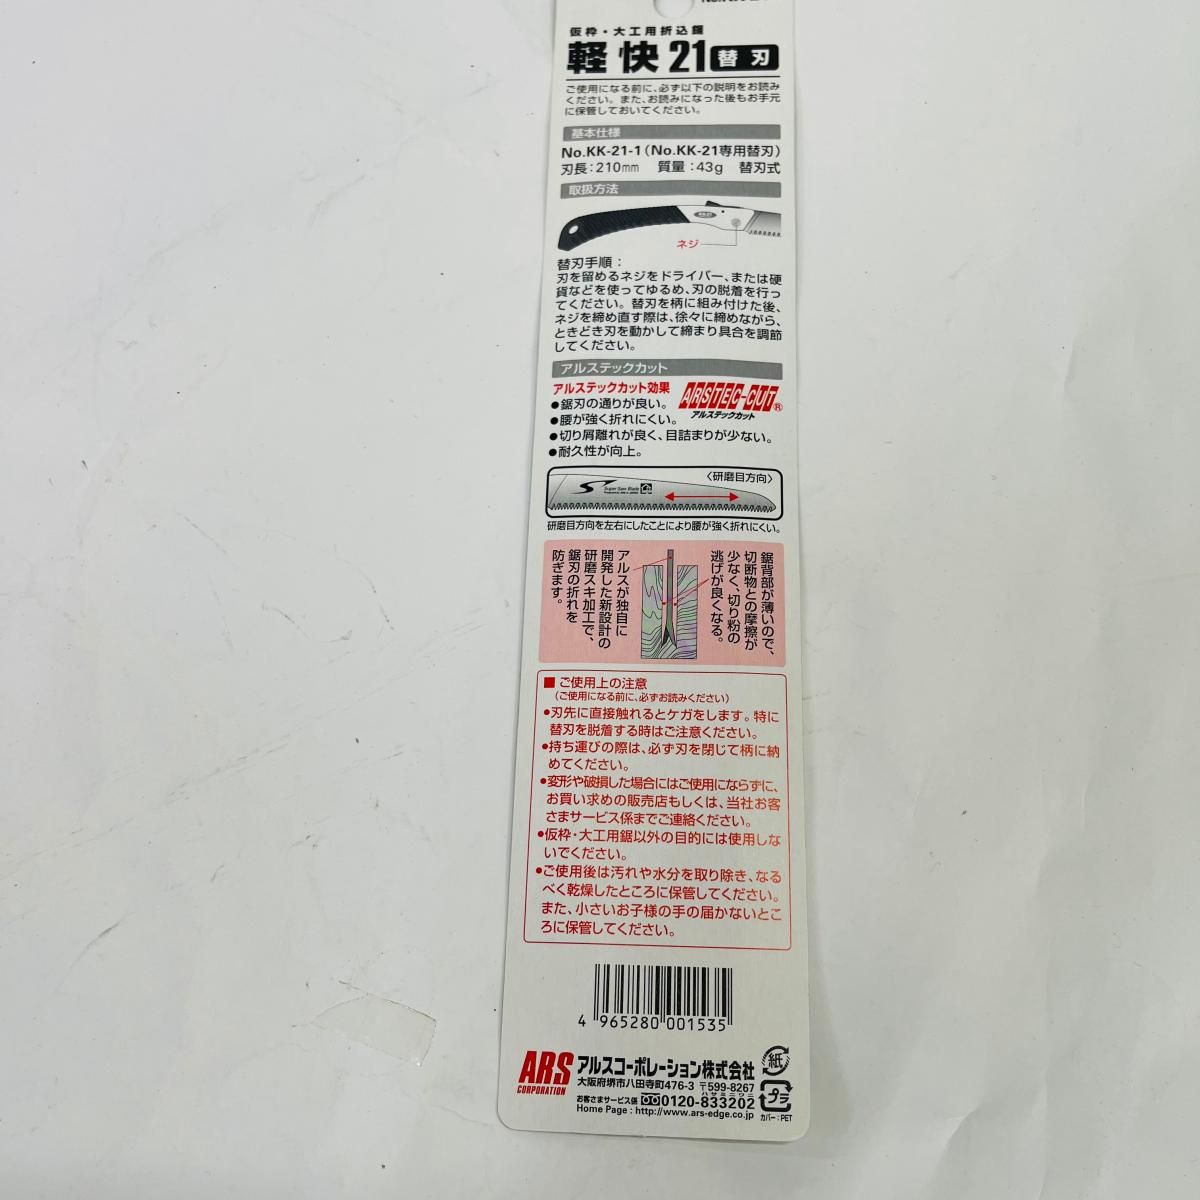 仮枠・大工用折込鋸
軽快21 替刃
ご使用になる前に、必ず以下の説明をお読み
ください。また、お読みになった後もお手元
に保管しておいてください。
基本仕様
No.KK-21-1(No.KK-21専用替刃)
刃長:210mm 質量:43g 替刃式
取扱方法
ネジ
替刃手順:
刃を留めるネジをドライバー、または硬
貨などを使ってゆるめ、刃の脱着を行っ
てください。替刃を柄に組み付けた後、
ネジを締め直す際は、徐々に締めながら、
ときどき刃を動かして締まり具合を調節
してください。
アルステックカット
アルステックカット効果
ARSTEC-CUT®
アルステックカット
●鋸刃の通りが良い。
●腰が強く折れにくい。
●切り屑離れが良く、目詰まりが少ない。
●耐久性が向上。
〈研磨目方向〉
Super Saw Blade
研磨目方向を左右にしたことにより腰が強く折れにくい。
鋸背部が薄いので、
切断物との摩擦が
少なく、切り粉の
逃げが良くなる。
アルスが独自に
開発した新設計の
研磨スキ加工で、
鋸刃の折れを
防ぎます。
■ご使用上の注意
(ご使用になる前に、必ずお読みください)
●刃先に直接触れるとケガをします。特に
替刃を脱着する時はご注意ください。
●持ち運びの際は、必ず刃を閉じて柄に納
めてください。
●変形や破損した場合にはご使用にならずに、
お買い求めの販売店もしくは、当社お客
さまサービス係までご連絡ください。
●仮枠・大工用鋸以外の目的には使用しな
いでください。
●ご使用後は汚れや水分を取り除き、なる
べく乾燥したところに保管してください。
また、小さいお子様の手の届かないとこ
ろに保管してください。
4 965280 001535
ARS
CORPORATION
アルスコーポレーション株式会社
大阪府堺市八田寺町476-3 〒599-8267
ハサミニワニ
お客さまサービス係 0120-833202
Home Page : http://www.ars-edge.co.jp
紙
プラ
カバー:PET